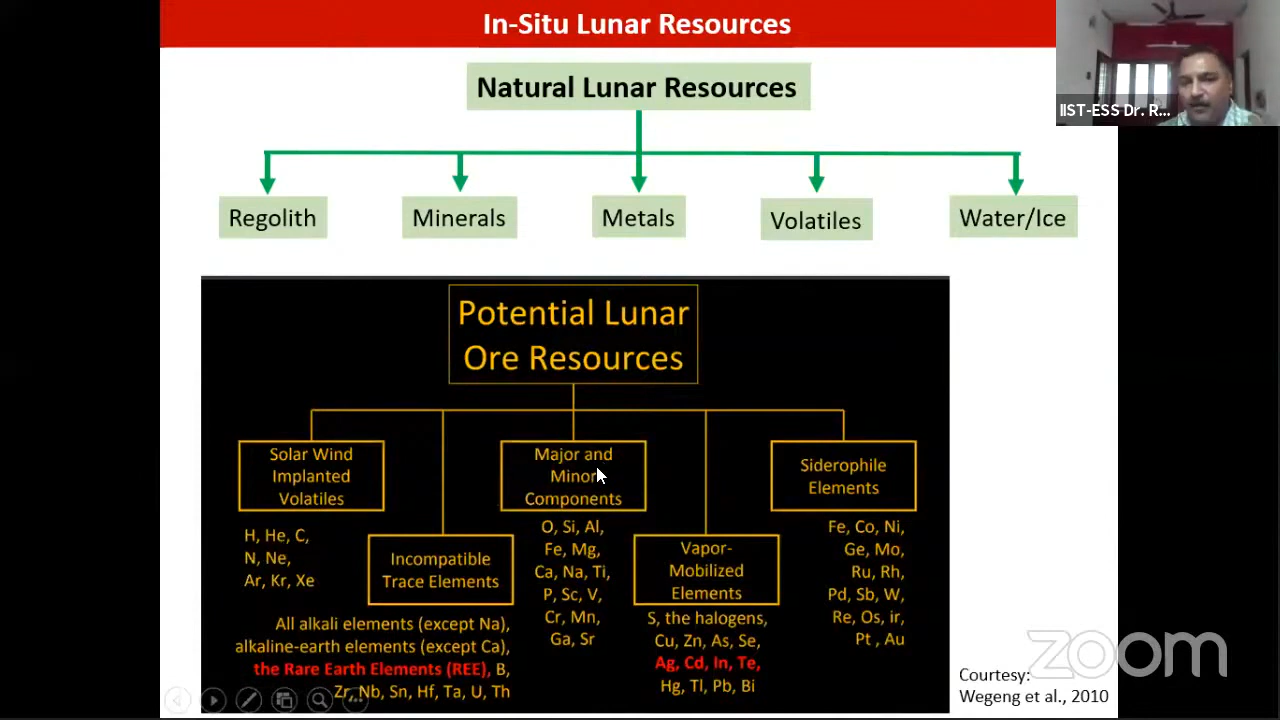 In-Situ Lunar Resources
IIST-ESS Dr. R...
Natural Lunar Resources
Regolith
Minerals
Metals
Volatiles
Water/Ice
Potential Lunar
Ore Resources
Solar Wind
Implanted
Volatiles
H, He, C,
N, Ne,
Ar, Kr, Xe
Incompatible
Trace Elements
All alkali elements (except Na),
alkaline-earth elements (except Ca),
the Rare Earth Elements (REE), B,
Zr, Nb, Sn, Hf, Ta, U, Th
Major and
Minor
Components
O, Si, Al,
Fe, Mg,
Ca, Na, Ti,
P, Sc, V,
Cr, Mn,
Ga, Sr
Vapor-
Mobilized
Elements
S, the halogens,
Cu, Zn, As, Se,
Ag, Cd, In, Te,
Hg, Tl, Pb, Bi
Siderophile
Elements
Fe, Co, Ni,
Ge, Mo,
Ru, Rh,
Pd, Sb, W,
Re, Os, ir,
Pt , Au
zoom
Courtesy:
Wegeng et al., 2010